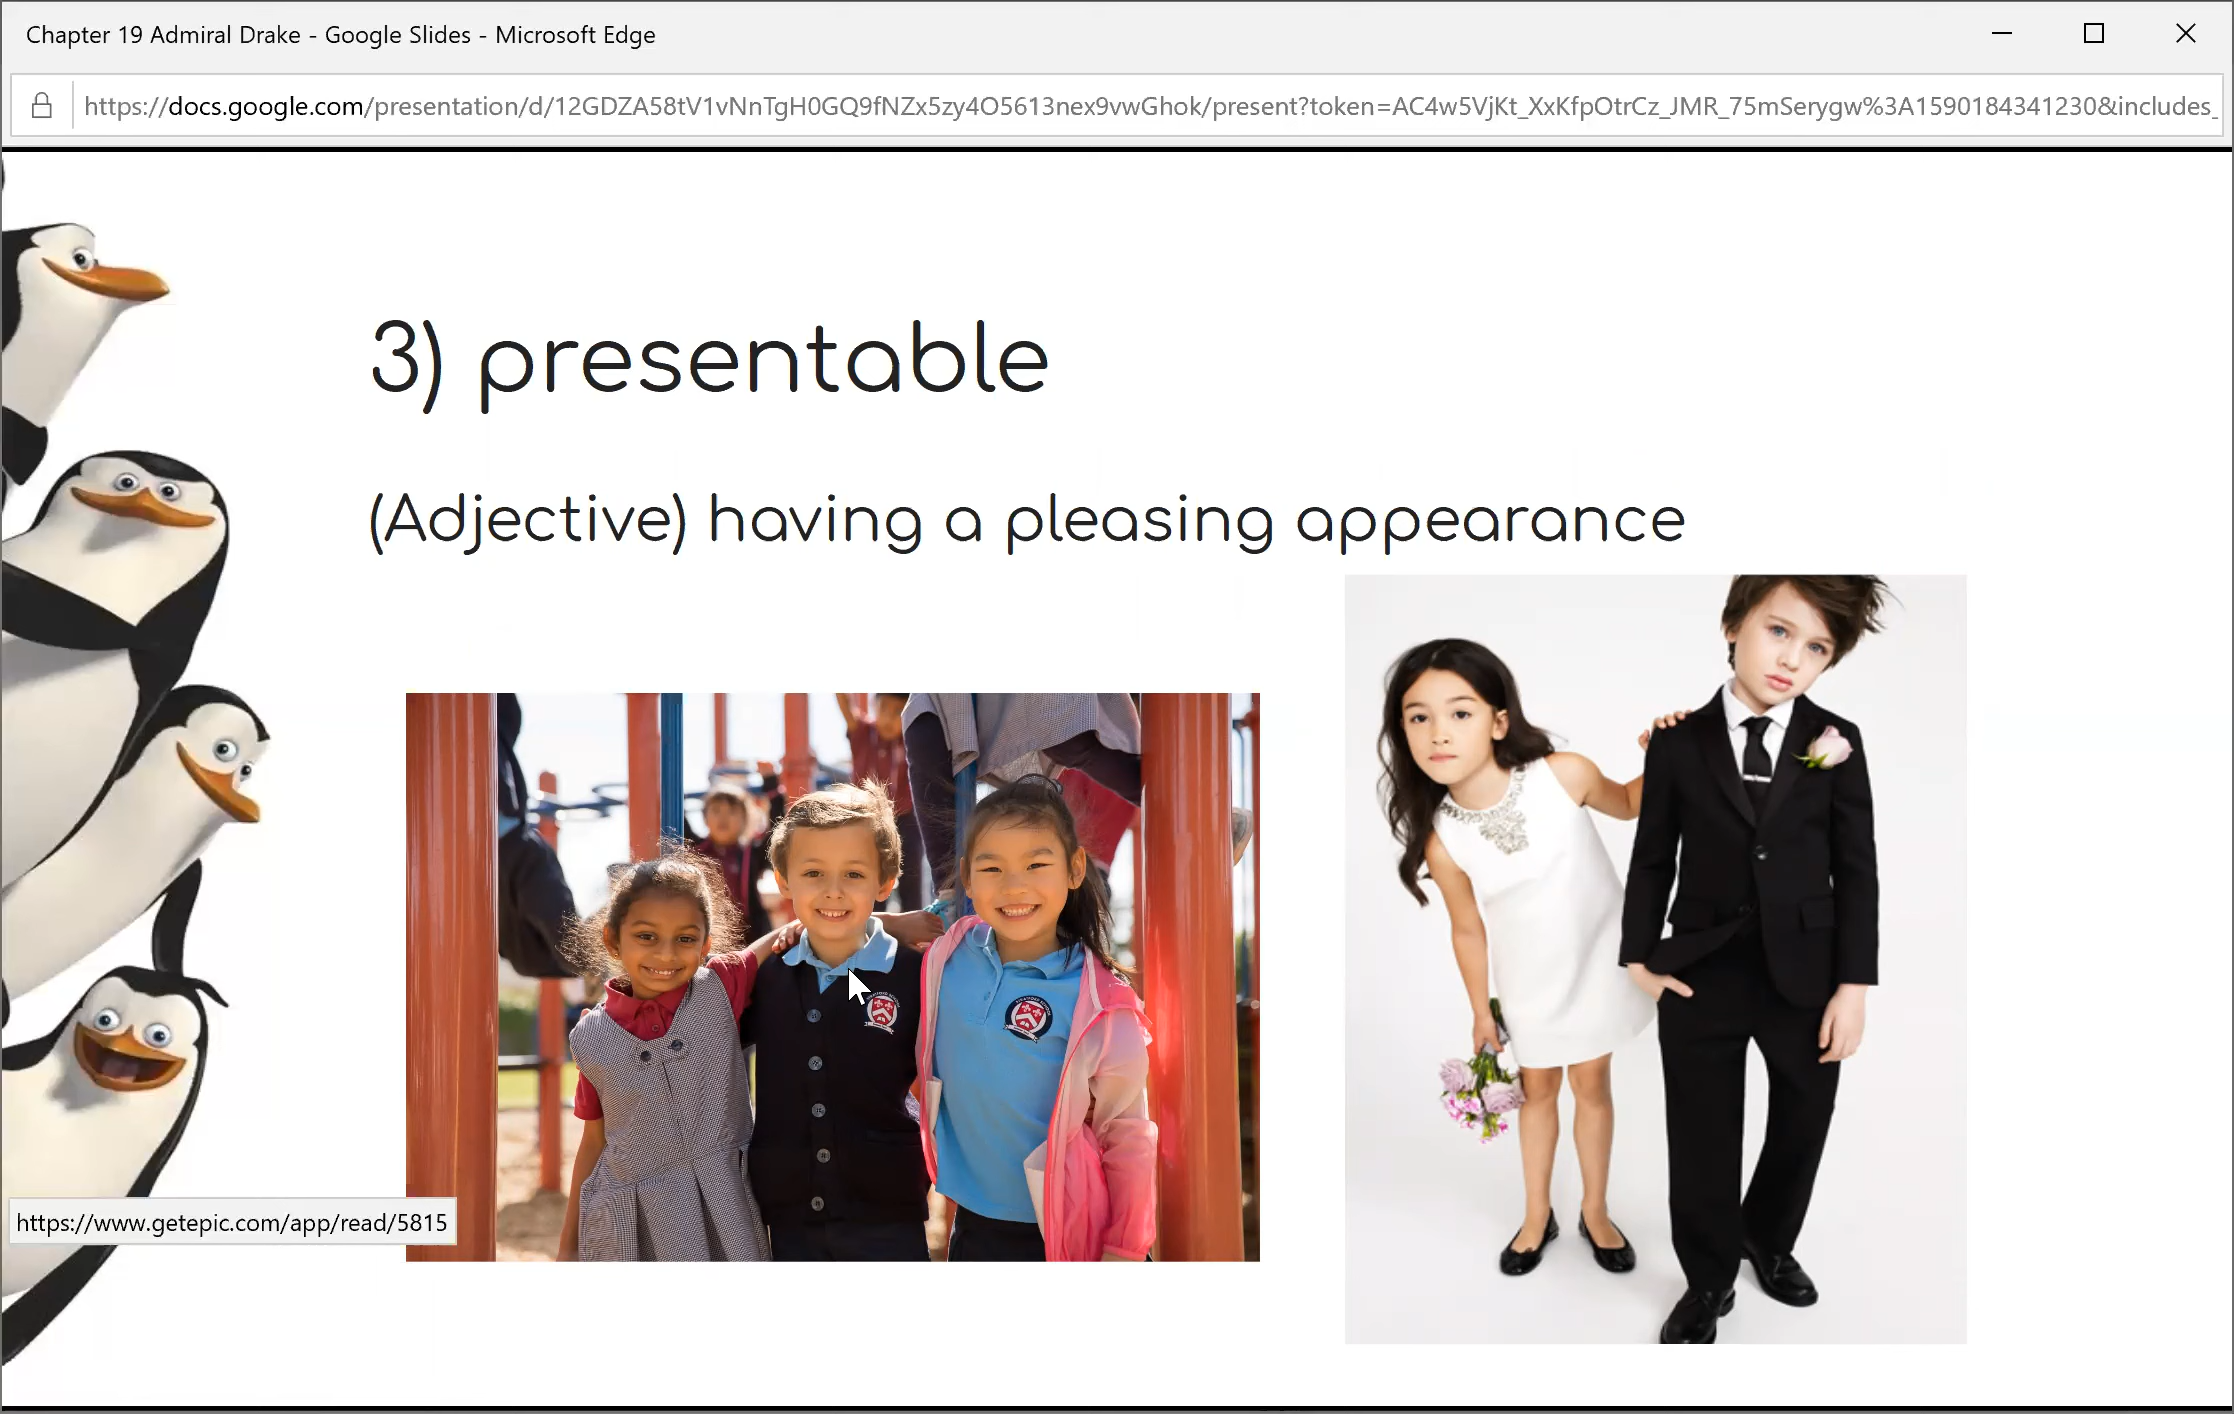 Chapter 19 Admiral Drake - Google Slides - Microsoft Edge
https://docs.google.com/presentation/d/12GDZA58tV1vNnTgH0GQ9fNZx5zy4O5613nex9vwGhok/present?token=AC4w5VjKt_XxKfpOtrCz_JMR_75mSerygw%3A1590184341230&includes_
3) presentable
(Adjective) having a pleasing appearance
https://www.getepic.com/app/read/5815